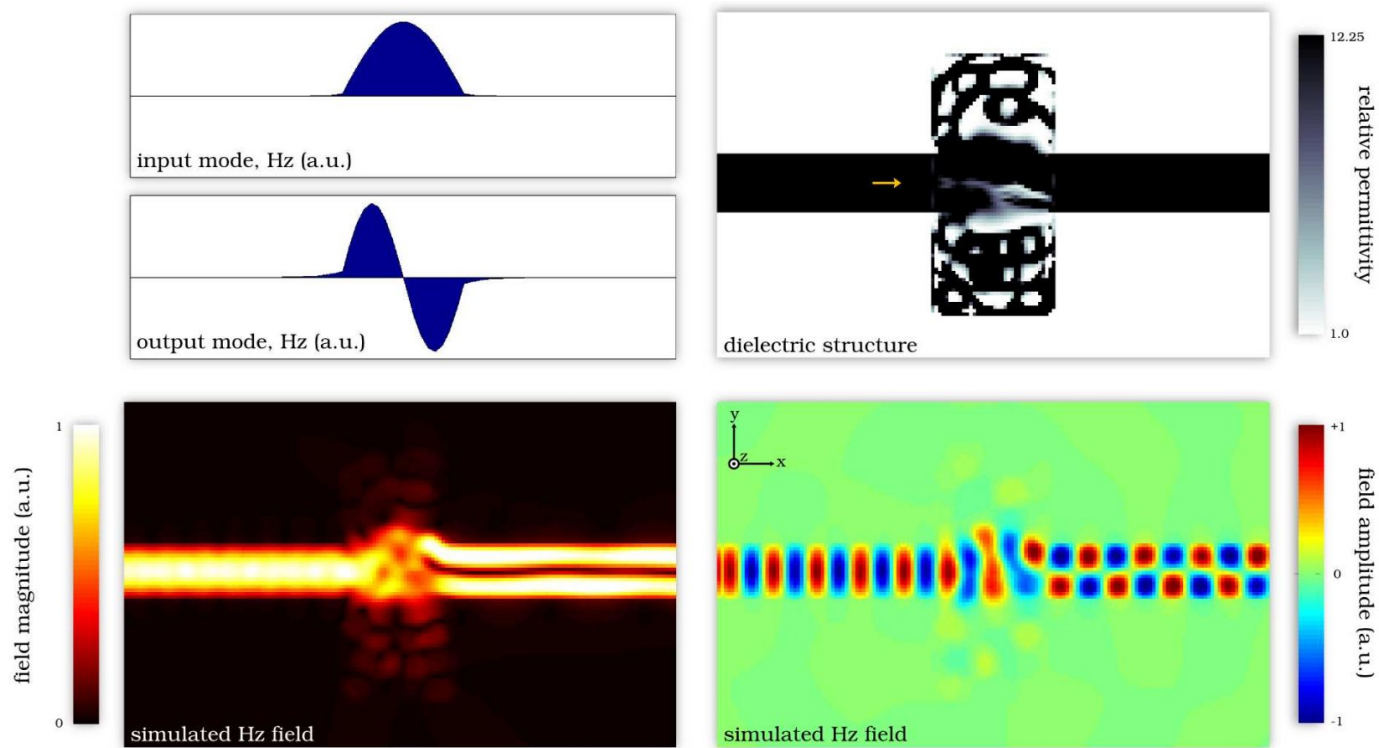 input mode, Hz (a.u.)
output mode, Hz (a.u.)
12.25
relative permittivity
1.0
dielectric structure
1
field magnitude (a.u.)
0
simulated Hz field
y
z
x
+1
field amplitude (a.u.)
0
-1
simulated Hz field